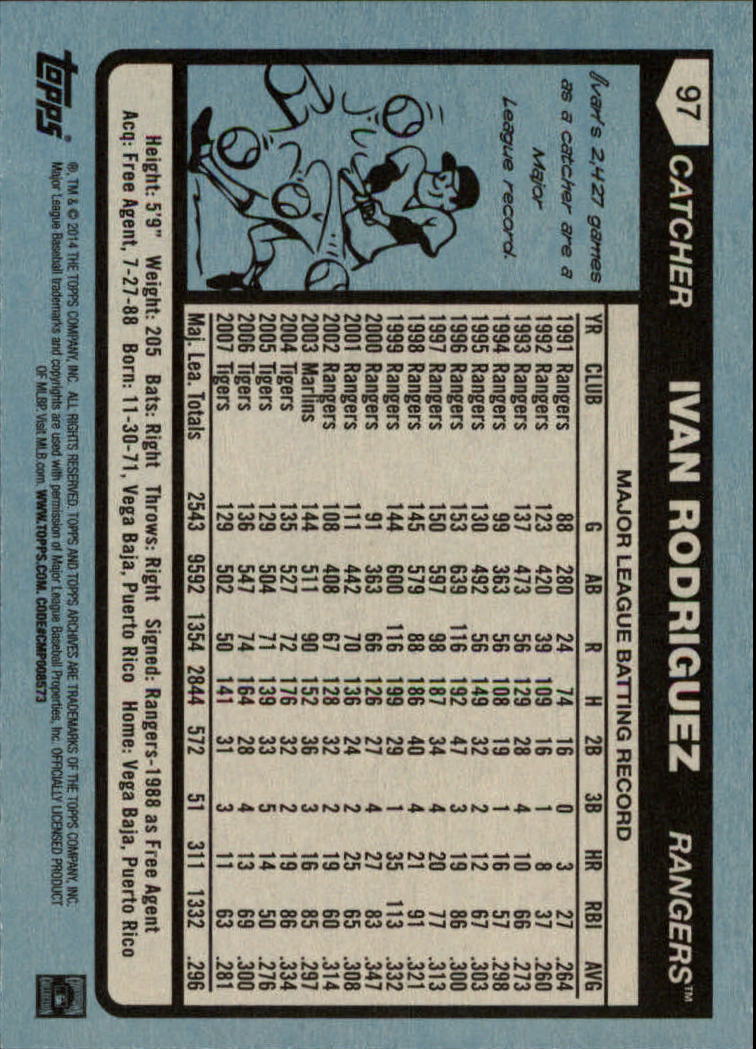 97 CATCHER IVAN RODRIGUEZ RANGERS™
Ivan's 2,427 games
as a catcher are a
Major
League record.
MAJOR LEAGUE BATTING RECORD
YR CLUB G AB R H 2B 3B HR RBI AVG
1991 Rangers 88 280 24 74 16 0 3 27 .264
1992 Rangers 123 420 39 109 16 1 8 37 .260
1993 Rangers 137 473 56 129 28 4 10 66 .273
1994 Rangers 99 363 56 108 19 1 16 57 .298
1995 Rangers 130 492 56 149 32 2 12 67 .303
1996 Rangers 153 639 116 192 47 3 19 86 .300
1997 Rangers 150 597 98 187 34 4 20 77 .313
1998 Rangers 145 579 88 186 40 4 21 91 .321
1999 Rangers 144 600 116 199 29 1 35 113 .332
2000 Rangers 91 363 66 126 27 4 27 83 .347
2001 Rangers 111 442 70 136 24 2 25 65 .308
2002 Rangers 108 408 67 128 32 2 19 60 .314
2003 Marlins 144 511 90 152 36 3 16 85 .297
2004 Tigers 135 527 72 176 32 2 19 86 .334
2005 Tigers 129 504 71 139 33 5 14 50 .276
2006 Tigers 136 547 74 164 28 4 13 69 .300
2007 Tigers 129 502 50 141 31 3 11 63 .281
Maj. Lea. Totals 2543 9592 1354 2844 572 51 311 1332 .296
Height: 5'9" Weight: 205 Bats: Right Throws: Right Signed: Rangers-1988 as Free Agent
Acq: Free Agent, 7-27-88 Born: 11-30-71, Vega Baja, Puerto Rico Home: Vega Baja, Puerto Rico
topps®
®, TM & © 2014 THE TOPPS COMPANY, INC. ALL RIGHTS RESERVED. TOPPS AND TOPPS ARCHIVES ARE TRADEMARKS OF THE TOPPS COMPANY, INC.
Major League Baseball trademarks and copyrights are used with permission of Major League Baseball Properties, Inc. OFFICIALLY LICENSED PRODUCT
OF MLBP. Visit MLB.com. WWW.TOPPS.COM. CODE#CMP008573